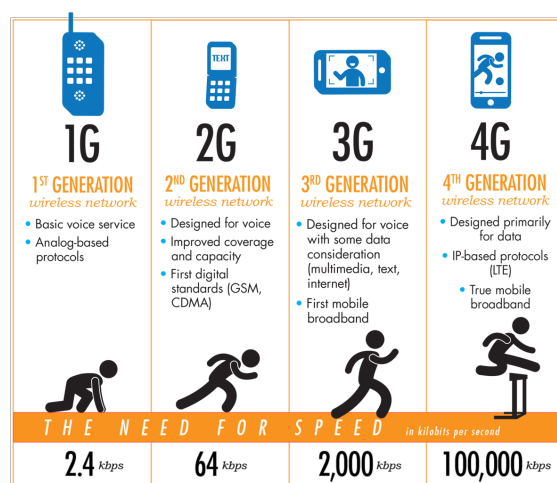 TEXT
1G
1ST GENERATION
wireless network
• Basic voice service
• Analog-based
protocols
2G
2ND GENERATION
wireless network
• Designed for voice
• Improved coverage
and capacity
• First digital
standards (GSM,
CDMA)
3G
3RD GENERATION
wireless network
• Designed for voice
with some data
consideration
(multimedia, text,
internet)
• First mobile
broadband
4G
4TH GENERATION
wireless network
• Designed primarily
for data
• IP-based protocols
(LTE)
• True mobile
broadband
THE NEED FOR SPEED in kilobits per second
2.4 kbps
64 kbps
2,000 kbps
100,000 kbps